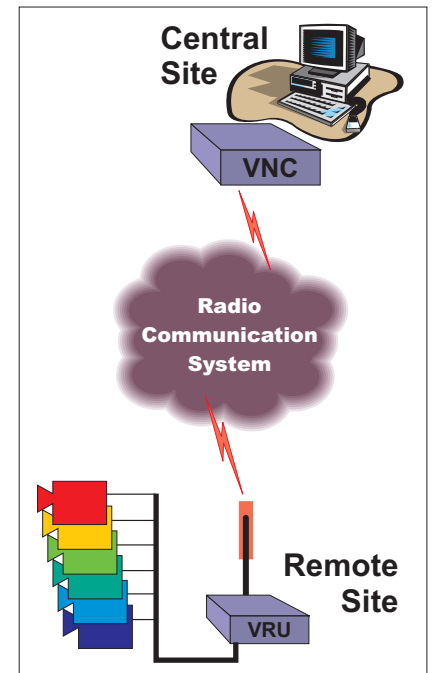 Central
Site
VNC
Radio
Communication
System
Remote
Site
VRU